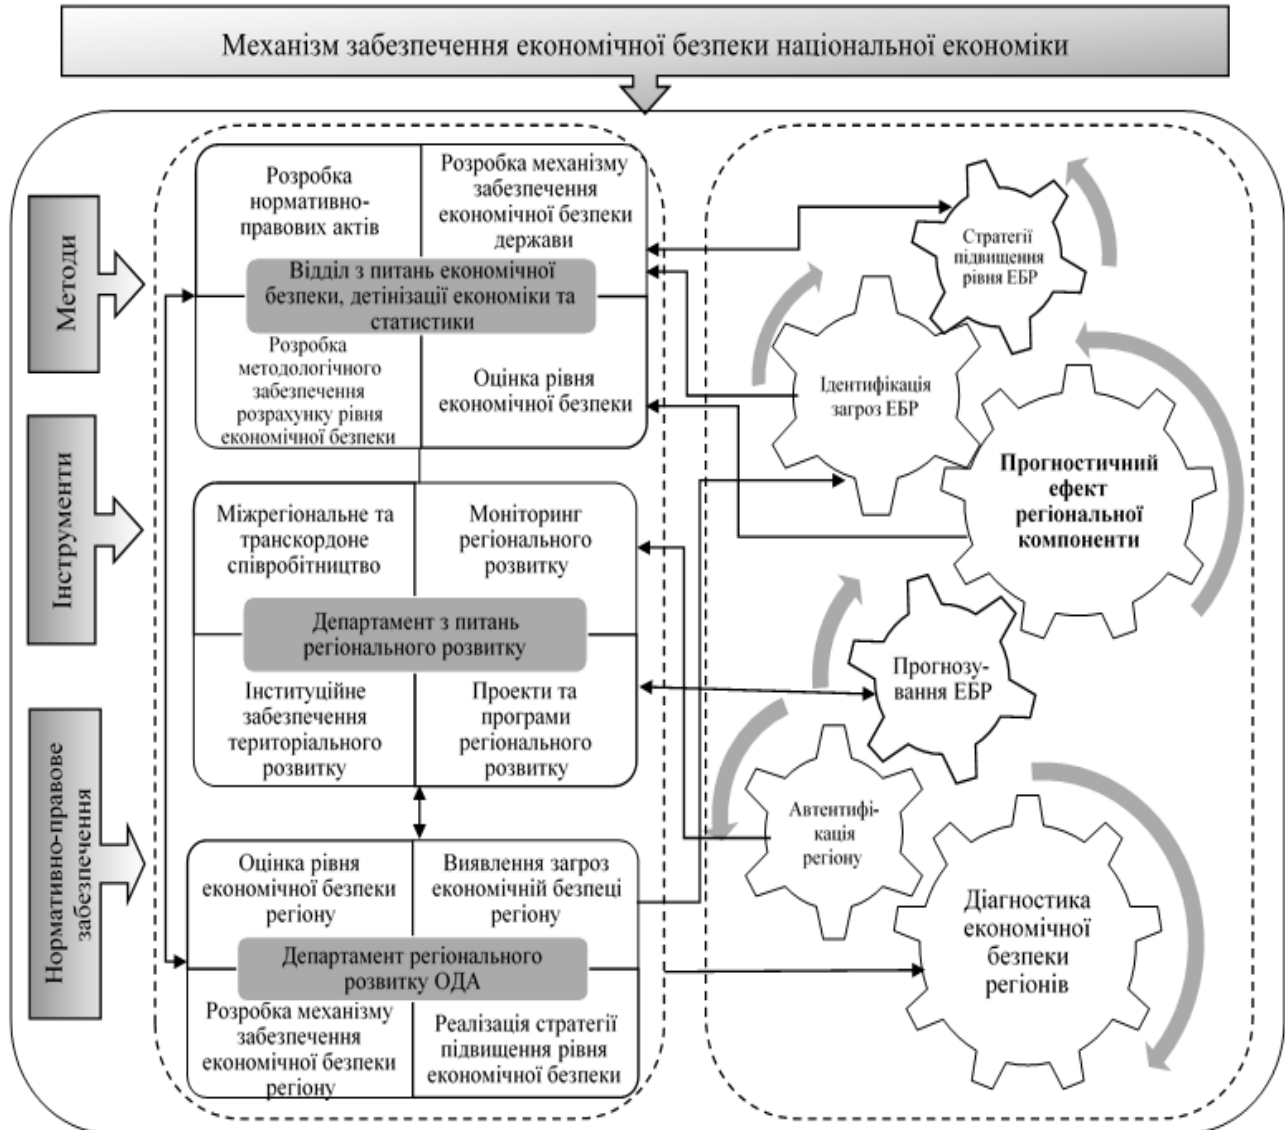 Механізм забезпечення економічної безпеки національної економіки
Методи
Інструменти
Нормативно-правове
забезпечення
Розробка
нормативно-
правових актів
Розробка механізму
забезпечення
економічної безпеки
держави
Відділ з питань економічної
безпеки, детінізації економіки та
статистики
Розробка
методологічного
забезпечення
розрахунку рівня
економічної безпеки
Оцінка рівня
економічної безпеки
Міжрегіональне та
транскордоне
співробітництво
Моніторинг
регіонального
розвитку
Департамент з питань
регіонального розвитку
Інституційне
забезпечення
територіального
розвитку
Проекти та
програми
регіонального
розвитку
Оцінка рівня
економічної безпеки
регіону
Виявлення загроз
економічній безпеці
регіону
Департамент регіонального
розвитку ОДА
Розробка механізму
забезпечення
економічної безпеки
регіону
Реалізація стратегії
підвищення рівня
економічної безпеки
Стратегії
підвищення
рівня ЕБР
Ідентифікація
загроз ЕБР
Прогностичний
ефект
регіональної
компоненти
Прогнозу-
вання ЕБР
Автентифі-
кація
регіону
Діагностика
економічної
безпеки
регіонів